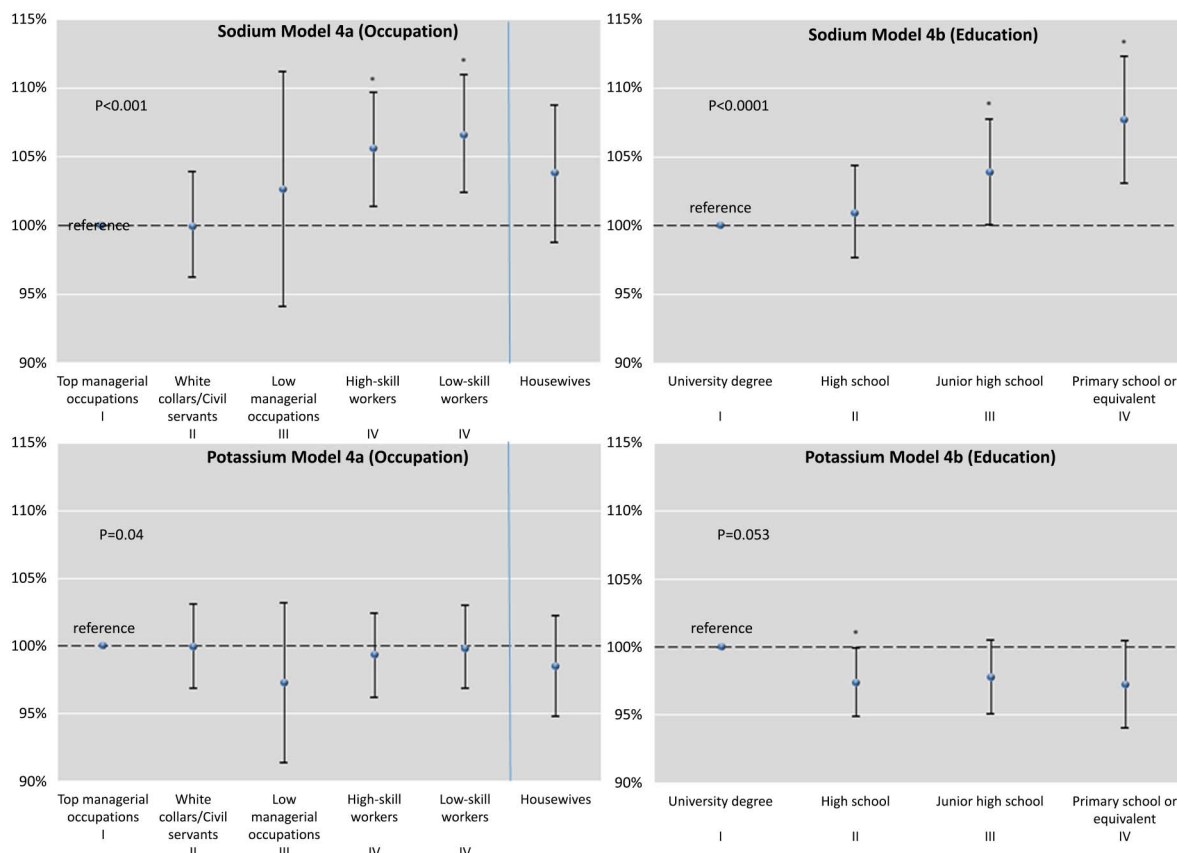 Sodium Model 4a (Occupation)
115%
110%
105%
100%
95%
90%
P<0.001
*
*
reference
Top managerial
occupations
I
White
collars/Civil
servants
II
Low
managerial
occupations
III
High-skill
workers
IV
Low-skill
workers
IV
Housewives
Sodium Model 4b (Education)
115%
110%
105%
100%
95%
90%
P<0.0001
*
*
reference
University degree
I
High school
II
Junior high school
III
Primary school or
equivalent
IV
Potassium Model 4a (Occupation)
115%
110%
105%
100%
95%
90%
P=0.04
reference
Top managerial
occupations
I
White
collars/Civil
servants
II
Low
managerial
occupations
III
High-skill
workers
IV
Low-skill
workers
IV
Housewives
Potassium Model 4b (Education)
115%
110%
105%
100%
95%
90%
P=0.053
reference
*
University degree
I
High school
II
Junior high school
III
Primary school or
equivalent
IV